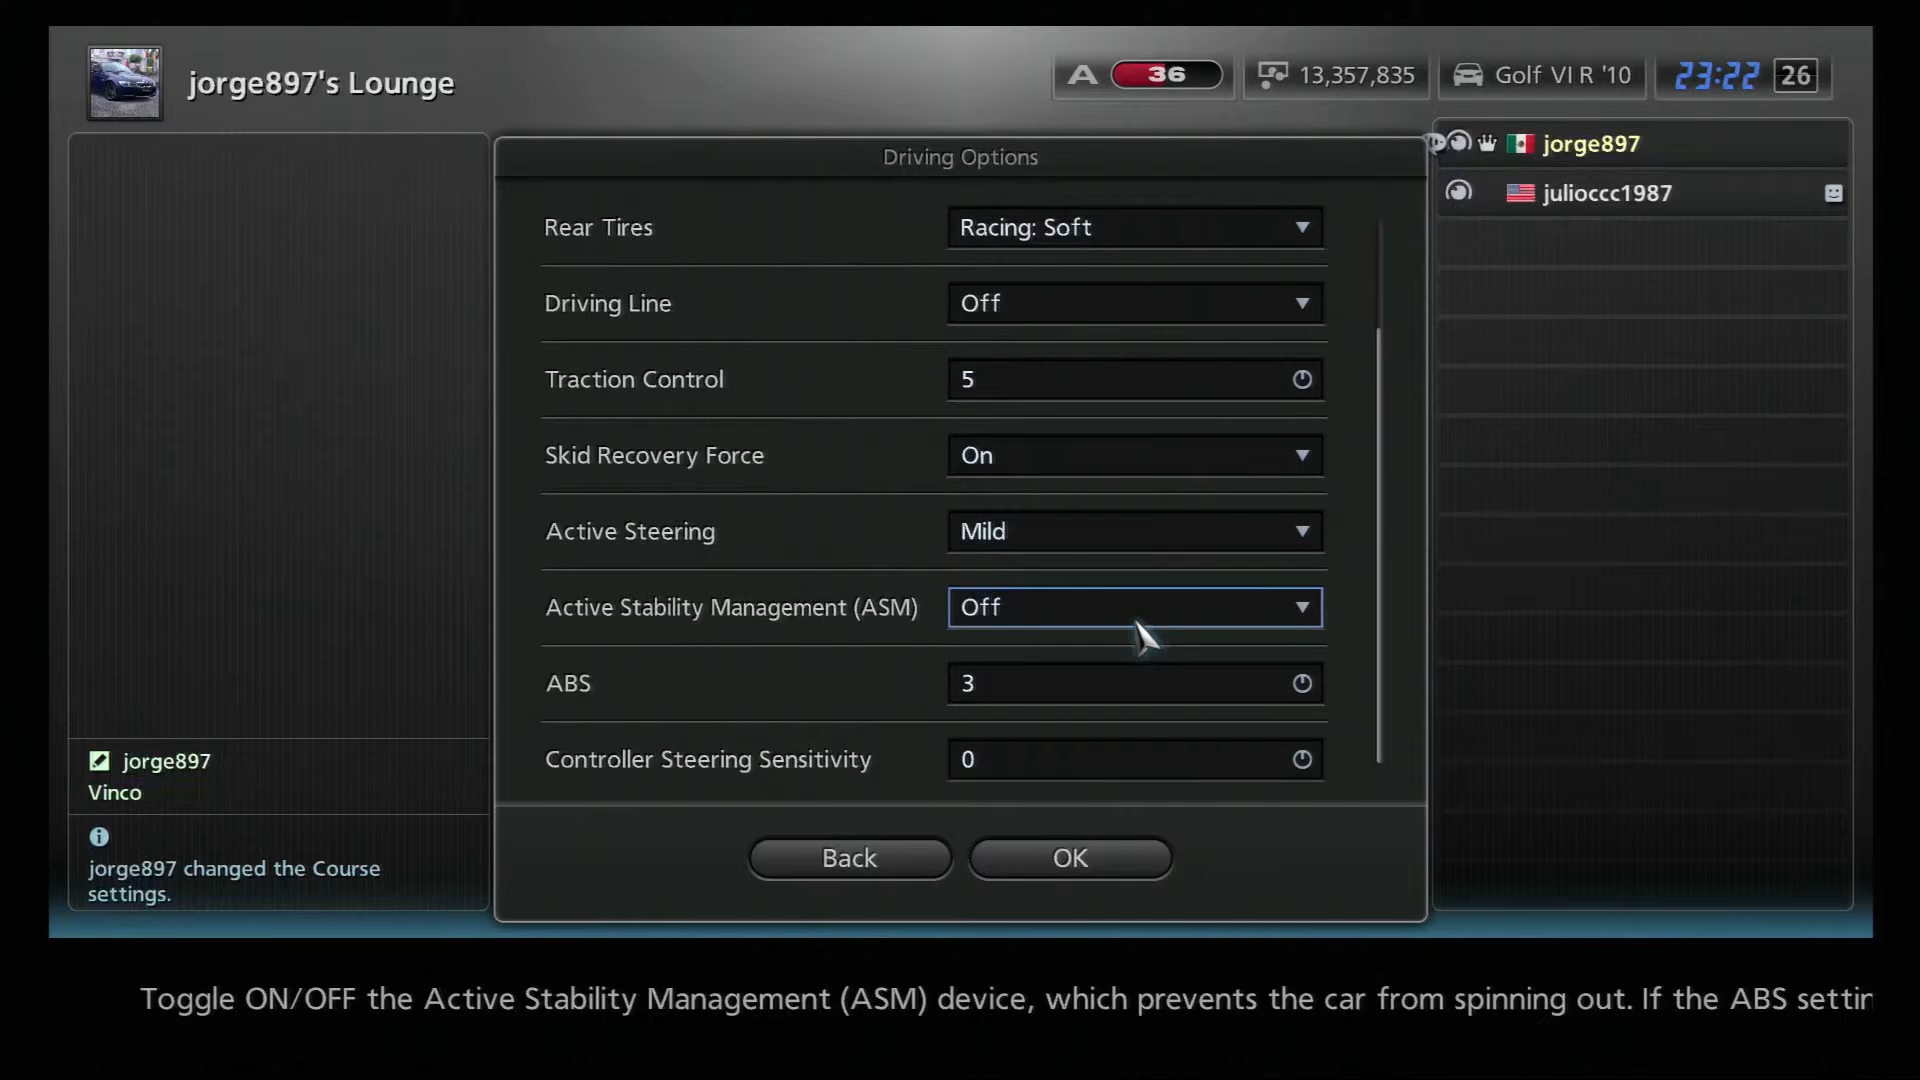 jorge897's Lounge
A 36 13,357,835 Golf VI R '10 23:22 26
Driving Options
jorge897
julioccc1987
Rear Tires Racing: Soft
Driving Line Off
Traction Control 5
Skid Recovery Force On
Active Steering Mild
Active Stability Management (ASM) Off
ABS 3
Controller Steering Sensitivity 0
Back OK
jorge897
Vinco
jorge897 changed the Course
settings.
Toggle ON/OFF the Active Stability Management (ASM) device, which prevents the car from spinning out. If the ABS settin